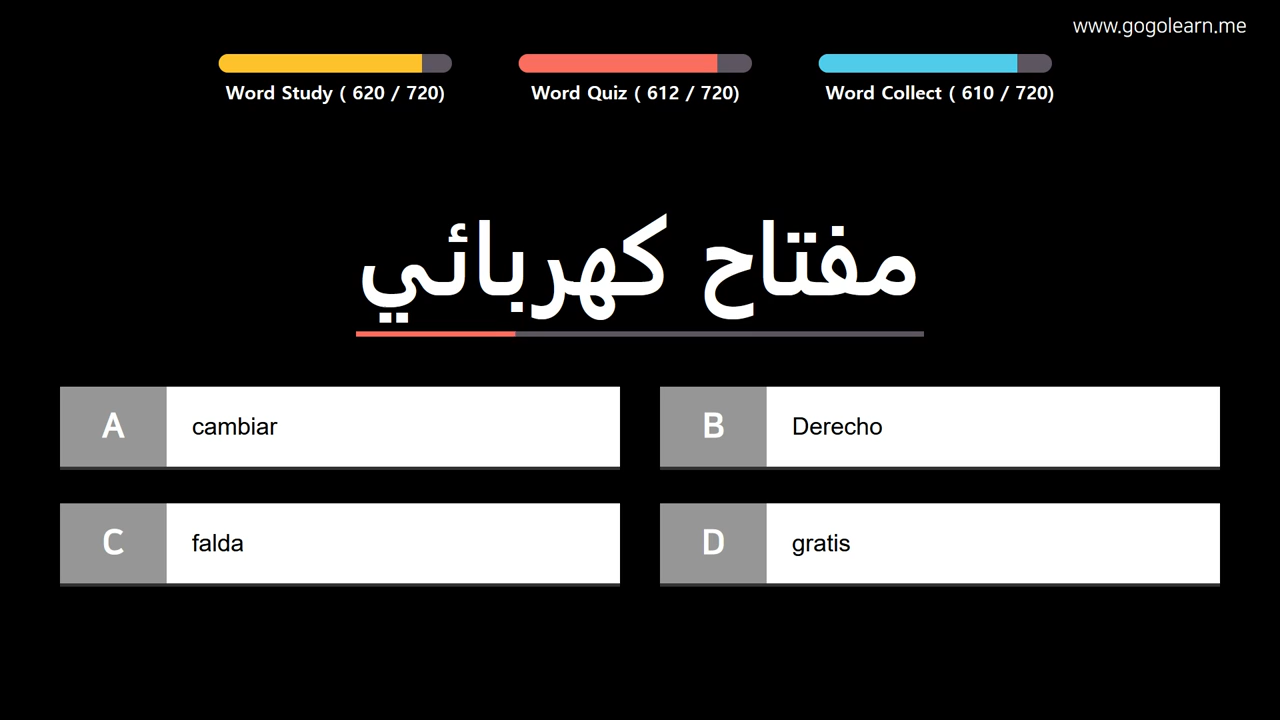 www.gogolearn.me
Word Study ( 620 / 720)
Word Quiz ( 612 / 720)
Word Collect ( 610 / 720)
مفتاح كهربائي
A cambiar
B Derecho
C falda
D gratis